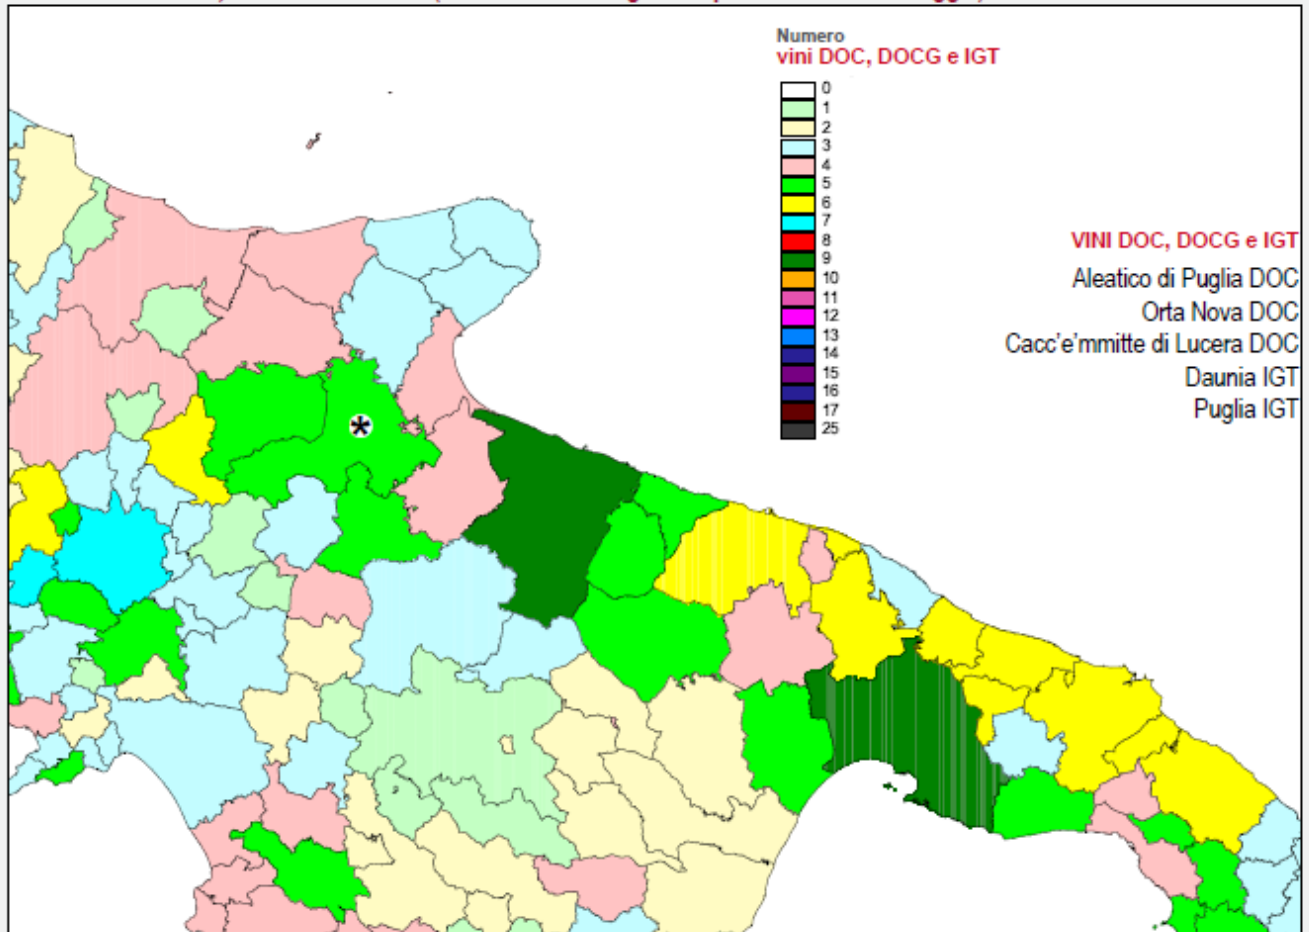 Numero
vini DOC, DOCG e IGT
0
1
2
3
4
5
6
7
8
9
10
11
12
13
14
15
16
17
25
VINI DOC, DOCG e IGT
Aleatico di Puglia DOC
Orta Nova DOC
Cacc'e'mmitte di Lucera DOC
Daunia IGT
Puglia IGT
*